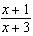 x + 1
x + 3